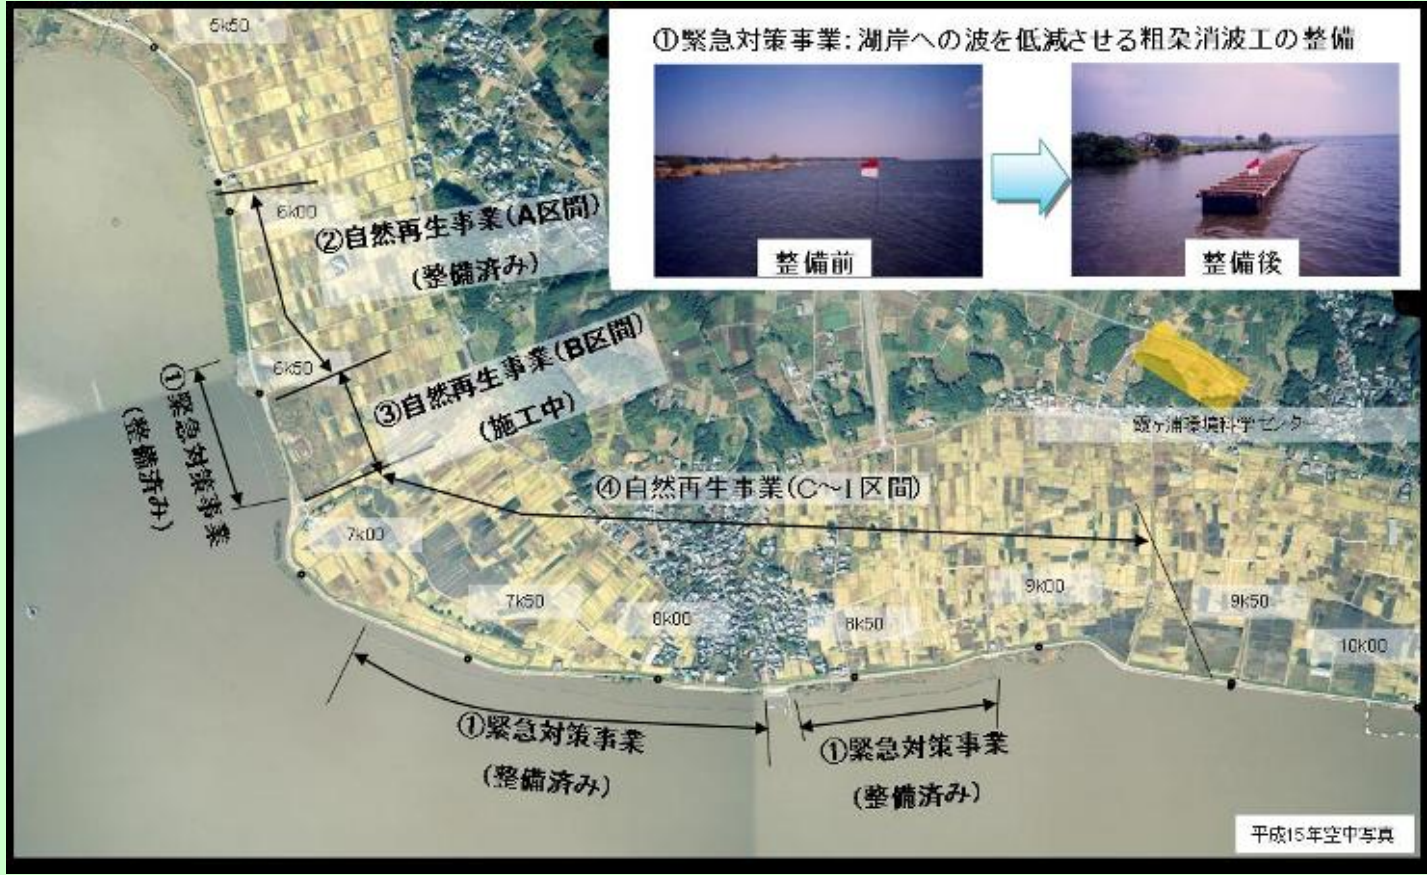 ①緊急対策事業:湖岸への波を低減させる粗朶消波工の整備
整備前
整備後
5k50
6k00
②自然再生事業(A区間)
(整備済み)
6k50
③自然再生事業(B区間)
(施工中)
①緊急対策事業
(整備済み)
霞ヶ浦環境科学センター
④自然再生事業(C~I区間)
7k00
7k50
8k00
8k50
9k00
9k50
10k00
①緊急対策事業
(整備済み)
①緊急対策事業
(整備済み)
平成15年空中写真